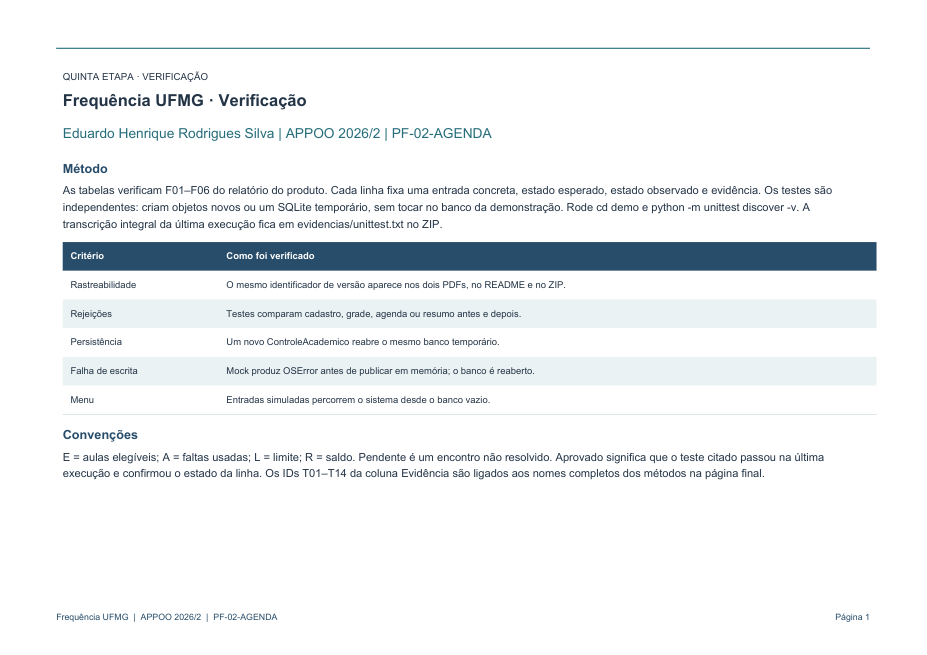 QUINTA ETAPA · VERIFICAÇÃO
Frequência UFMG · Verificação
Eduardo Henrique Rodrigues Silva | APPOO 2026/2 | PF-02-AGENDA
Método
As tabelas verificam F01–F06 do relatório do produto. Cada linha fixa uma entrada concreta, estado esperado, estado observado e evidência. Os testes são
independentes: criam objetos novos ou um SQLite temporário, sem tocar no banco da demonstração. Rode cd demo e python -m unittest discover -v. A
transcrição integral da última execução fica em evidencias/unittest.txt no ZIP.
Critério Como foi verificado
Rastreabilidade O mesmo identificador de versão aparece nos dois PDFs, no README e no ZIP.
Rejeições Testes comparam cadastro, grade, agenda ou resumo antes e depois.
Persistência Um novo ControleAcademico reabre o mesmo banco temporário.
Falha de escrita Mock produz OSError antes de publicar em memória; o banco é reaberto.
Menu Entradas simuladas percorrem o sistema desde o banco vazio.
Convenções
E = aulas elegíveis; A = faltas usadas; L = limite; R = saldo. Pendente é um encontro não resolvido. Aprovado significa que o teste citado passou na última
execução e confirmou o estado da linha. Os IDs T01–T14 da coluna Evidência são ligados aos nomes completos dos métodos na página final.
Frequência UFMG | APPOO 2026/2 | PF-02-AGENDA Página 1